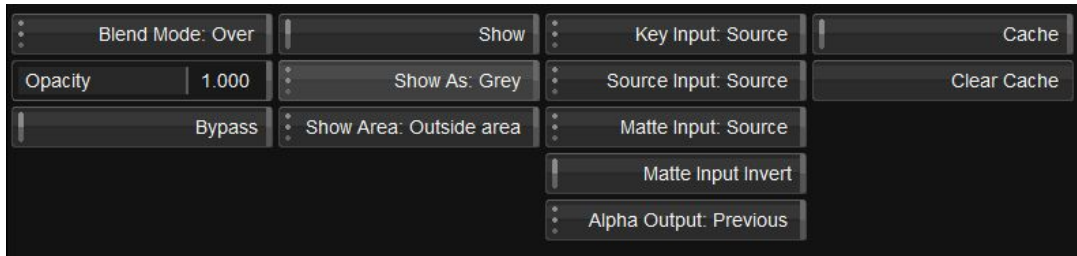 Blend Mode: Over
Show
Key Input: Source
Cache
Opacity 1.000
Show As: Grey
Source Input: Source
Clear Cache
Bypass
Show Area: Outside area
Matte Input: Source
Matte Input Invert
Alpha Output: Previous